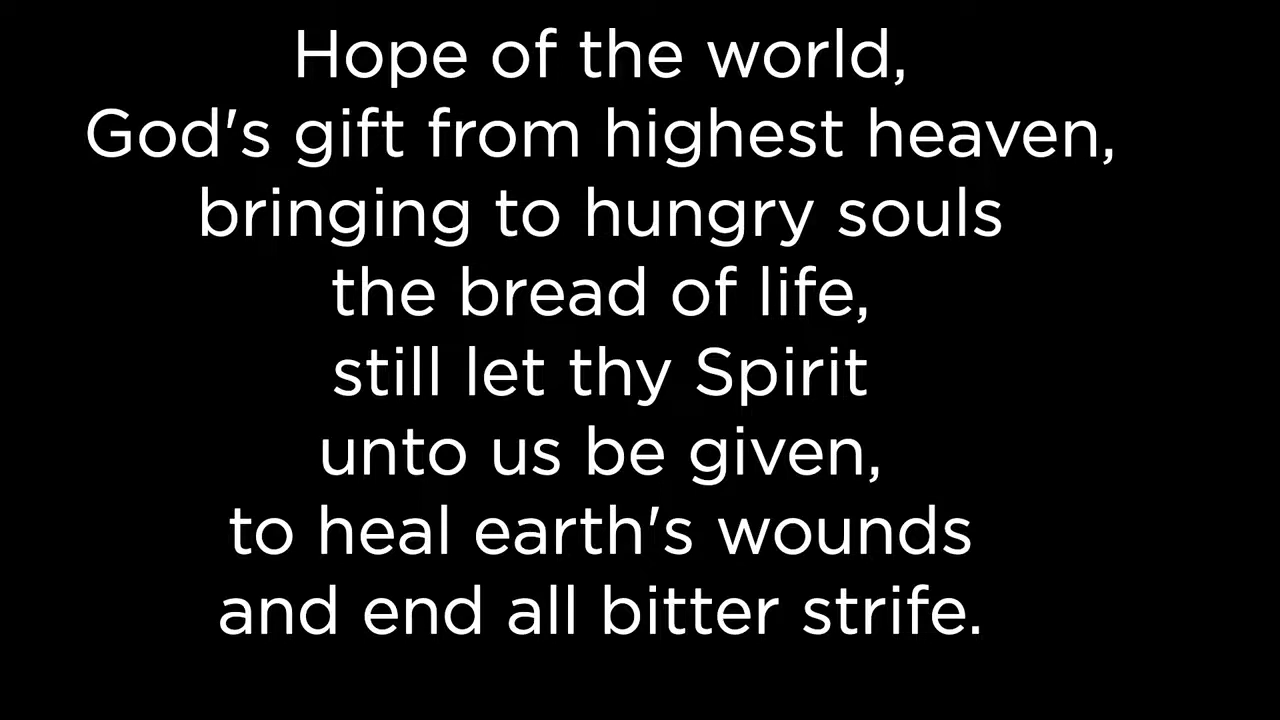 Hope of the world,
God's gift from highest heaven,
bringing to hungry souls
the bread of life,
still let thy Spirit
unto us be given,
to heal earth's wounds
and end all bitter strife.